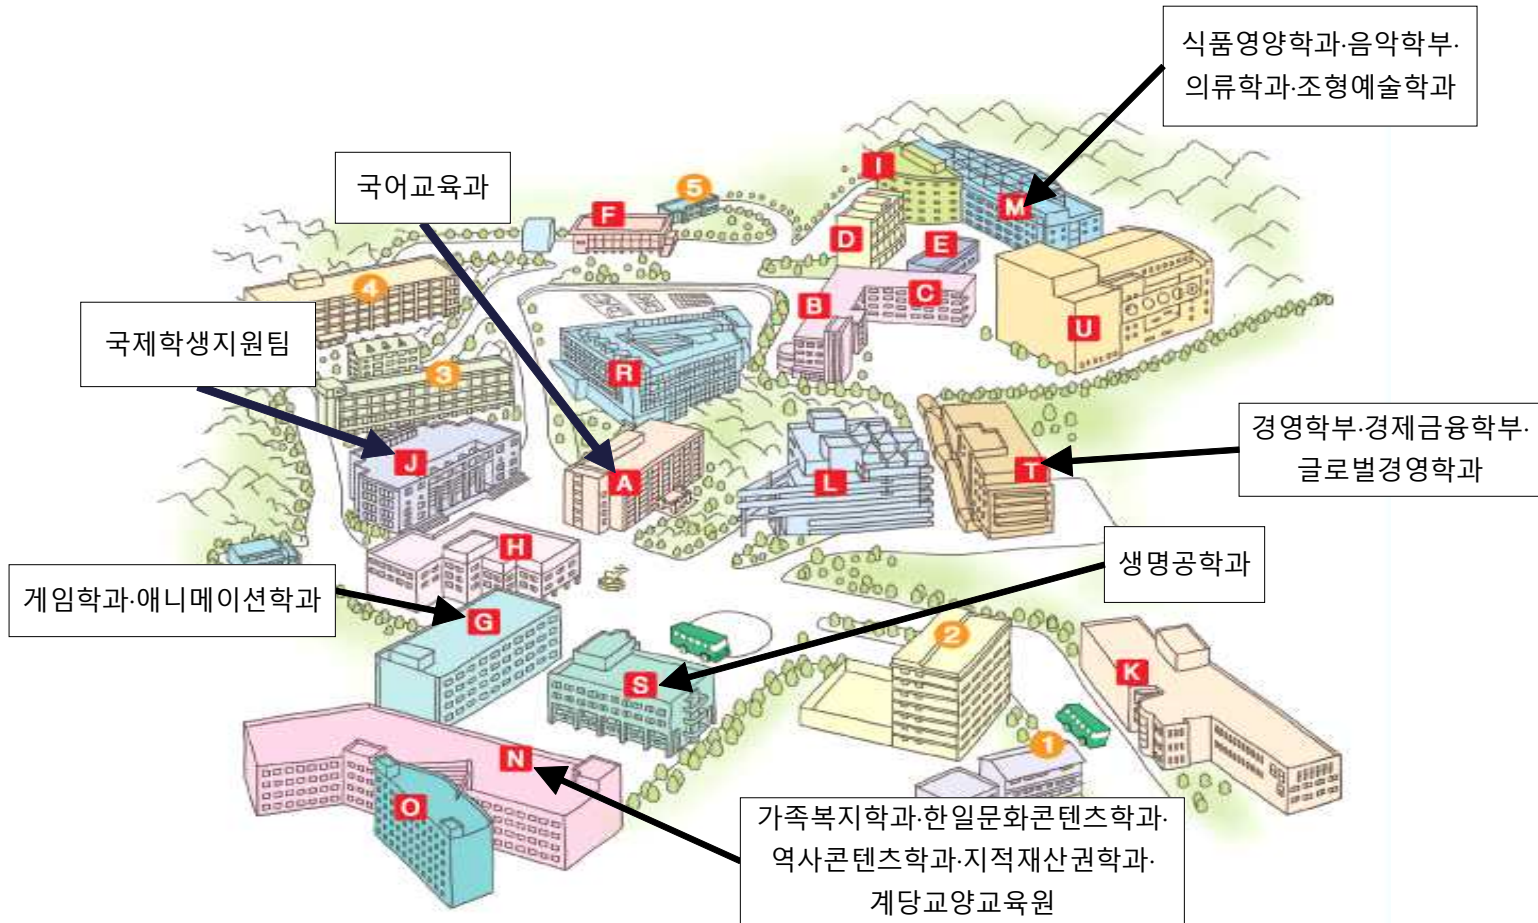 식품영양학과·음악학부·
의류학과·조형예술학과
국어교육과
I
5
F
M
D
E
4
B
C
U
국제학생지원팀
3
R
경영학부·경제금융학부·
글로벌경영학과
J
A
L
T
H
생명공학과
게임학과·애니메이션학과
G
2
S
K
N
1
O
가족복지학과·한일문화콘텐츠학과·
역사콘텐츠학과·지적재산권학과·
계당교양교육원